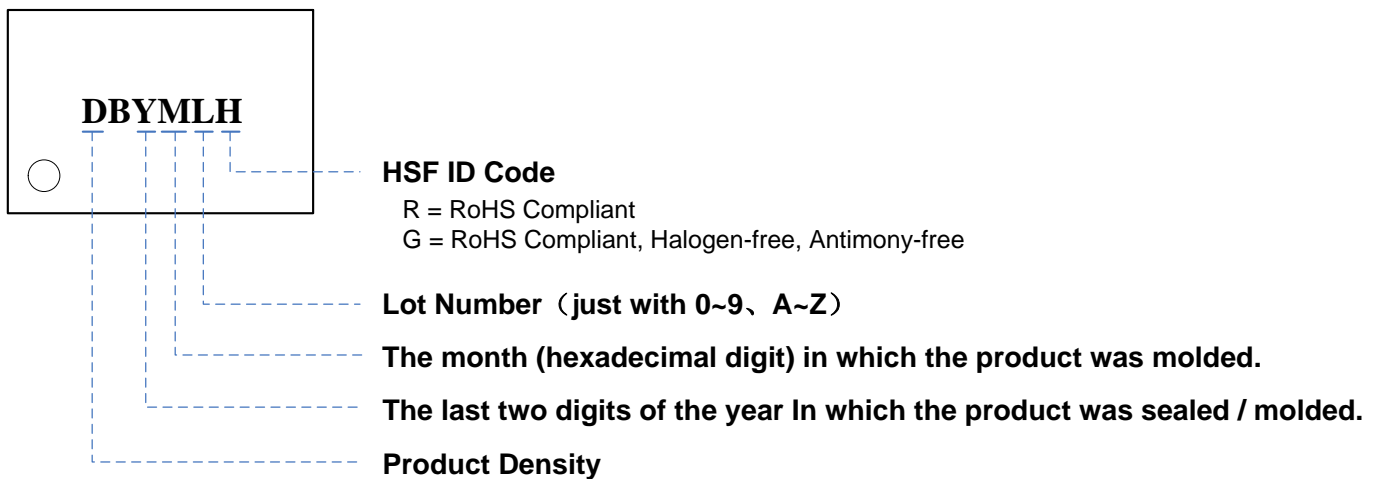 DBYMLH
HSF ID Code
R = RoHS Compliant
G = RoHS Compliant, Halogen-free, Antimony-free
Lot Number（just with 0~9、A~Z）
The month (hexadecimal digit) in which the product was molded.
The last two digits of the year In which the product was sealed / molded.
Product Density